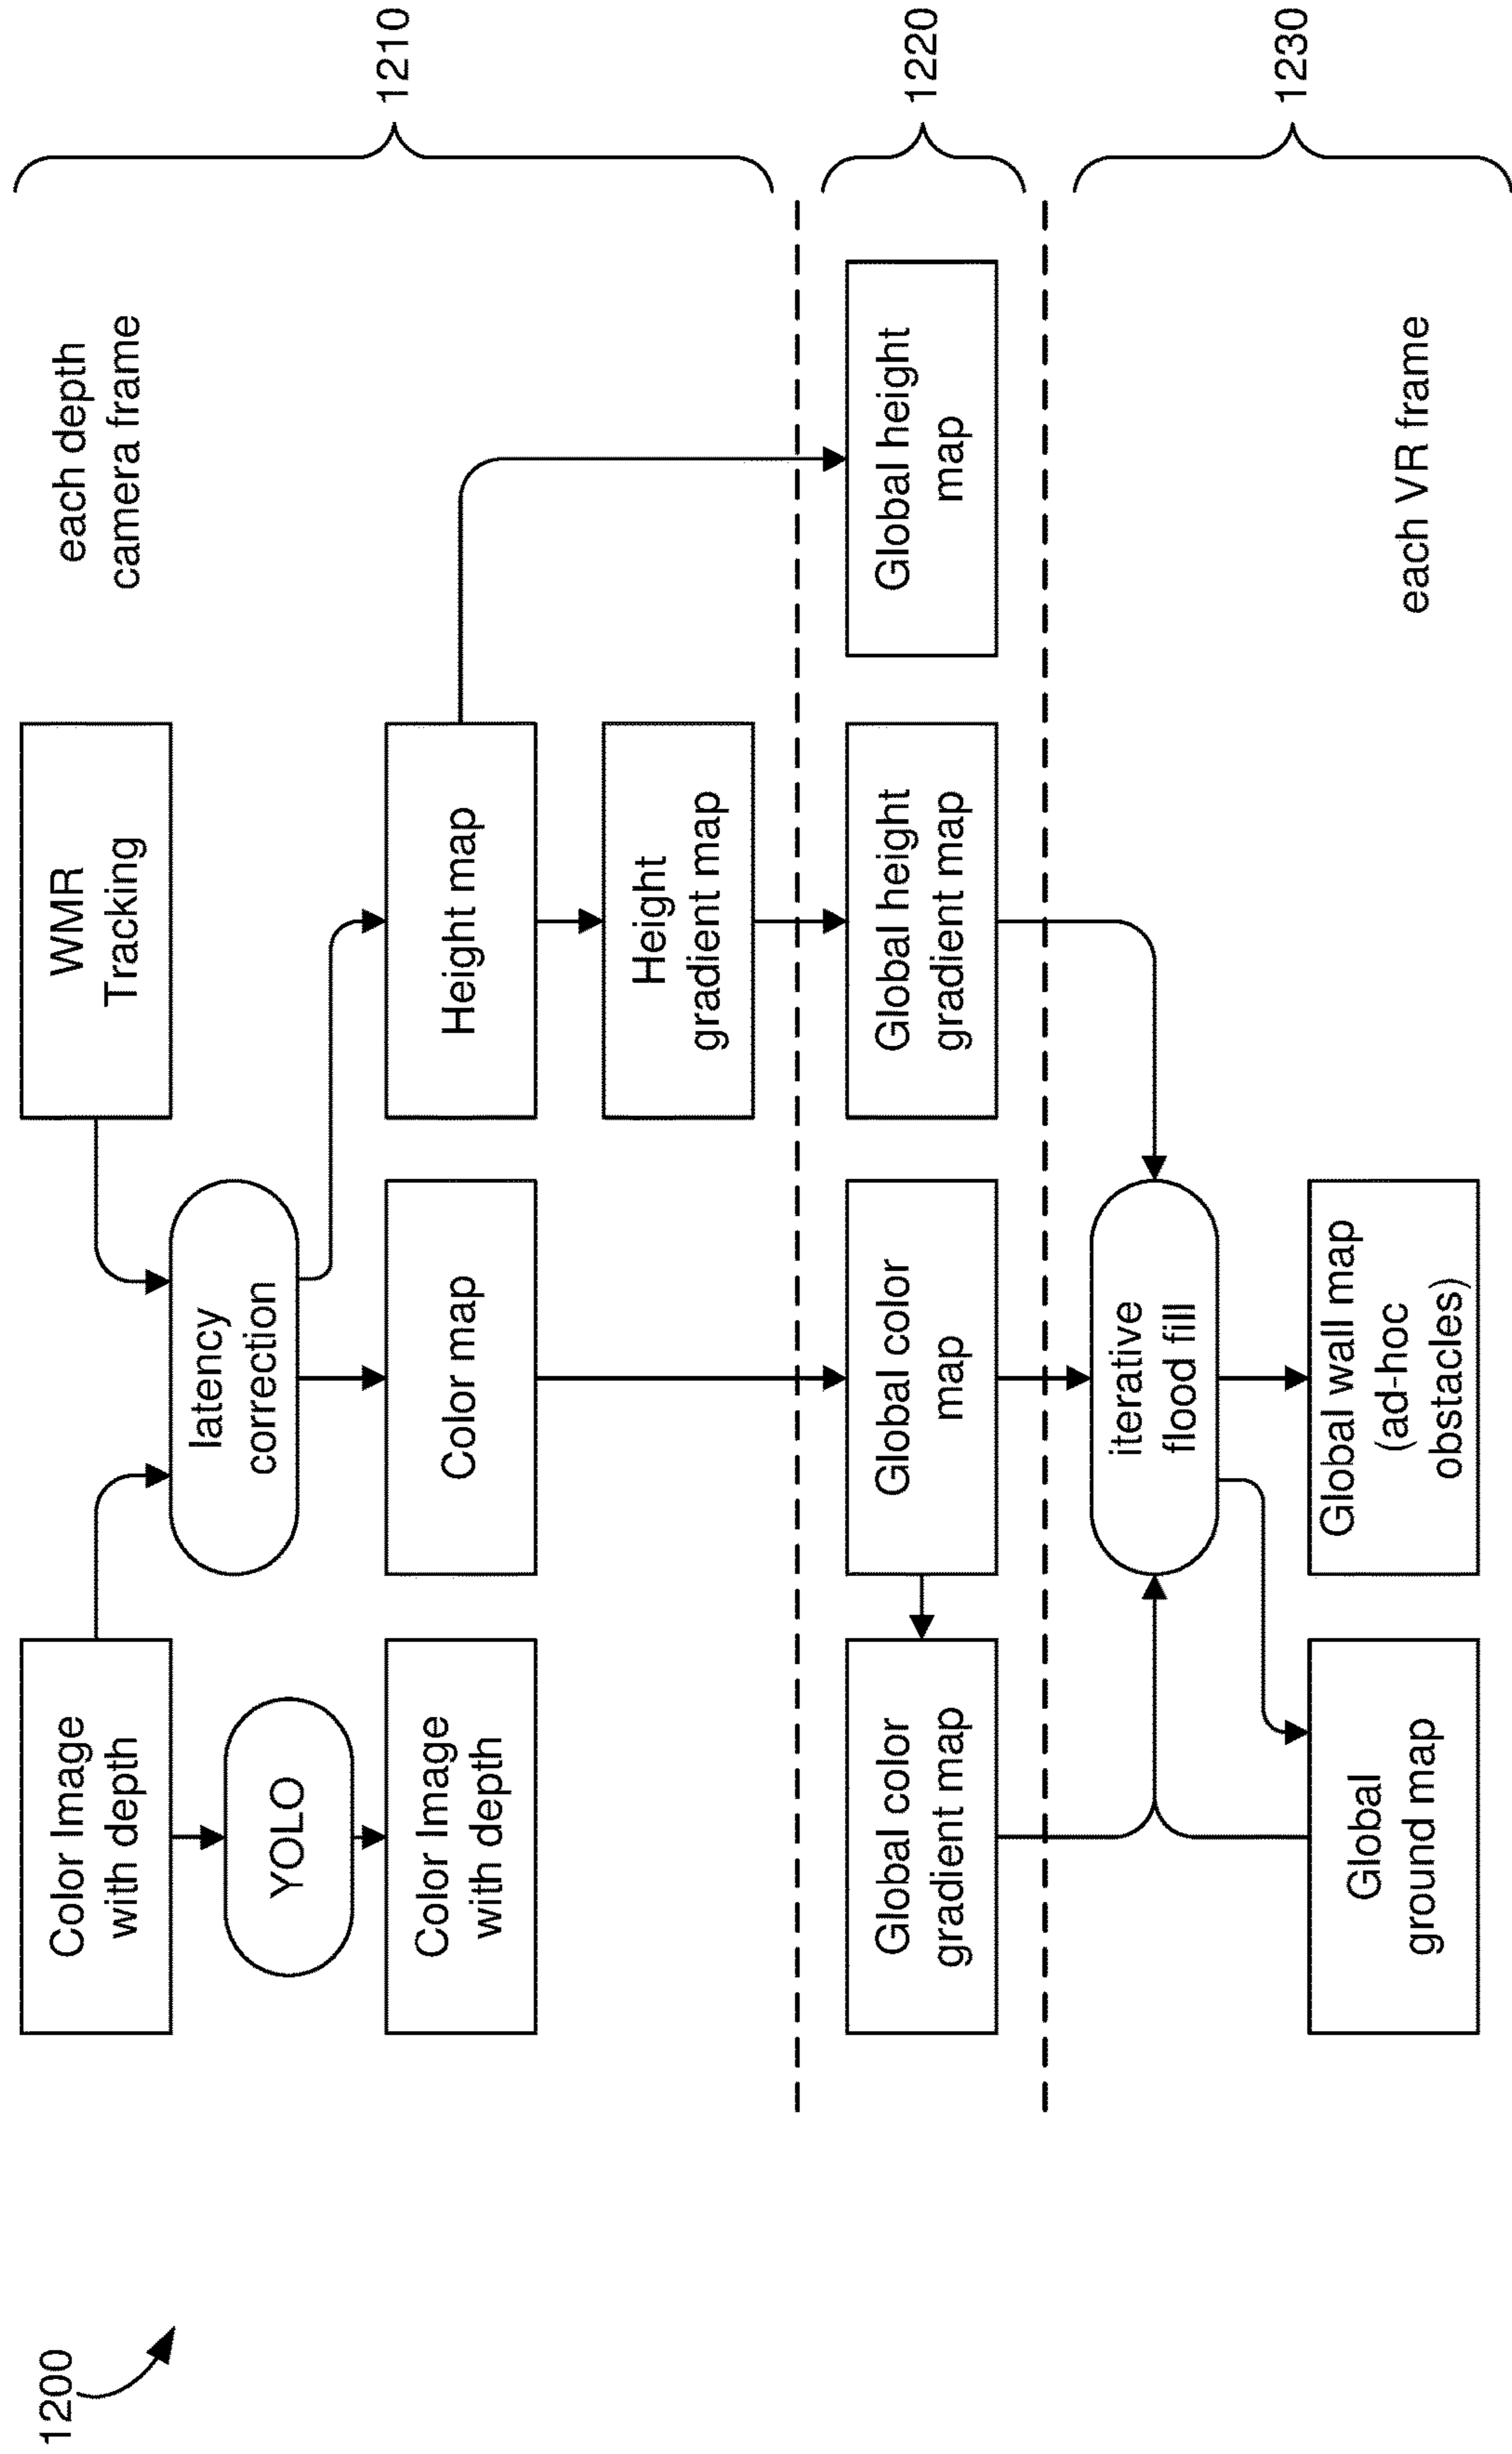 1200
Color Image
with depth
WMR
Tracking
each depth
camera frame
latency
correction
YOLO
Color Image
with depth
Color map
Height map
Height
gradient map
1210
Global color
gradient map
Global color
map
Global height
gradient map
Global height
map
1220
iterative
flood fill
Global
ground map
Global wall map
(ad-hoc
obstacles)
each VR frame
1230